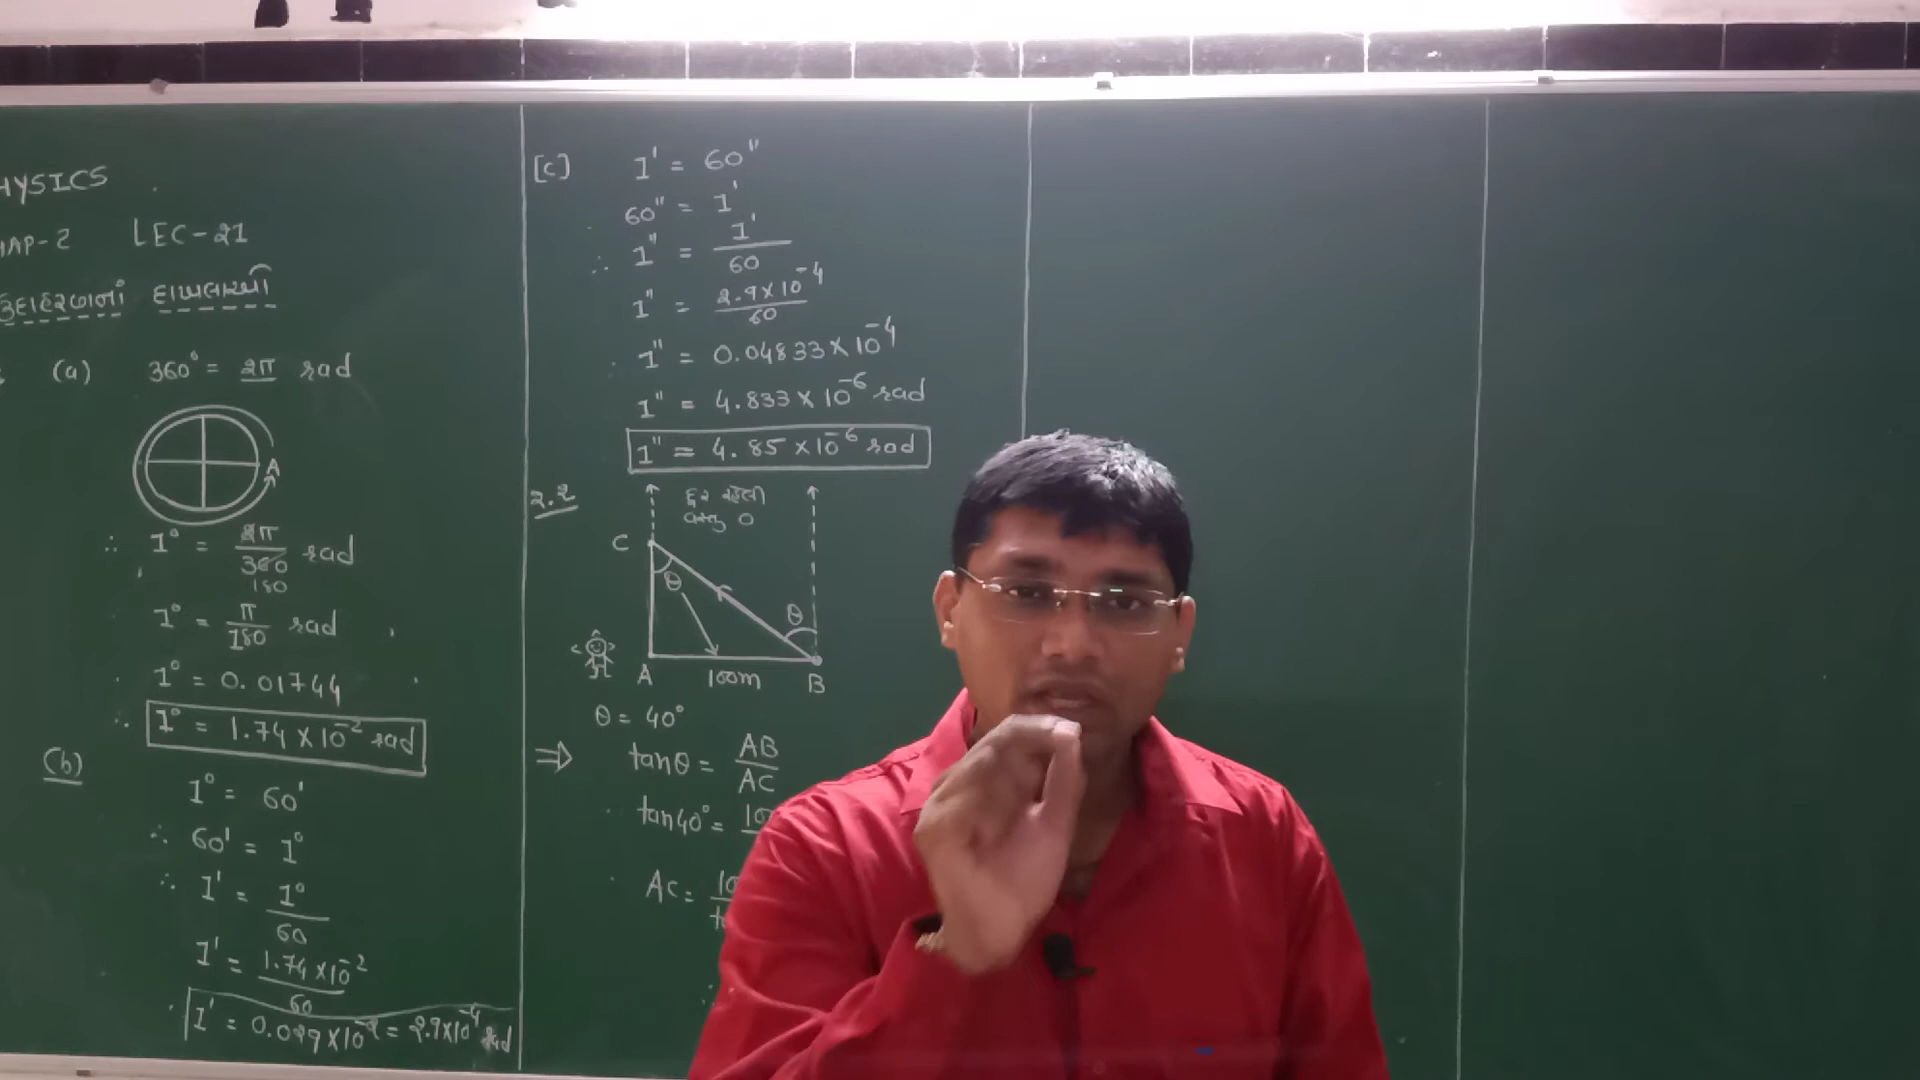 HYSICS
HAP-2 LEC-21
ઉદાહરણનાં દાખલાઓ
(a) 360° = 2π rad
A
∴ 1° = 2π/360 rad
180
1° = π/180 rad
1° = 0.01744
∴ 1° = 1.74 × 10⁻² rad
(b)
1° = 60'
∴ 60' = 1°
∴ 1' = 1°/60
1' = 1.74 × 10⁻²/60
1' = 0.029 × 10⁻² = 2.9 × 10⁻⁴ rad
[c] 1' = 60"
60" = 1'
∴ 1" = 1'/60
1" = 2.9 × 10⁻⁴/60
1" = 0.04833 × 10⁻⁴
1" = 4.833 × 10⁻⁶ rad
1" = 4.85 × 10⁻⁶ rad
2.2
દૂર રહેલી
વસ્તુ O
C
θ
θ
A 100m B
θ = 40°
⇒ tanθ = AB/AC
tan40° = 10
AC = 10/t